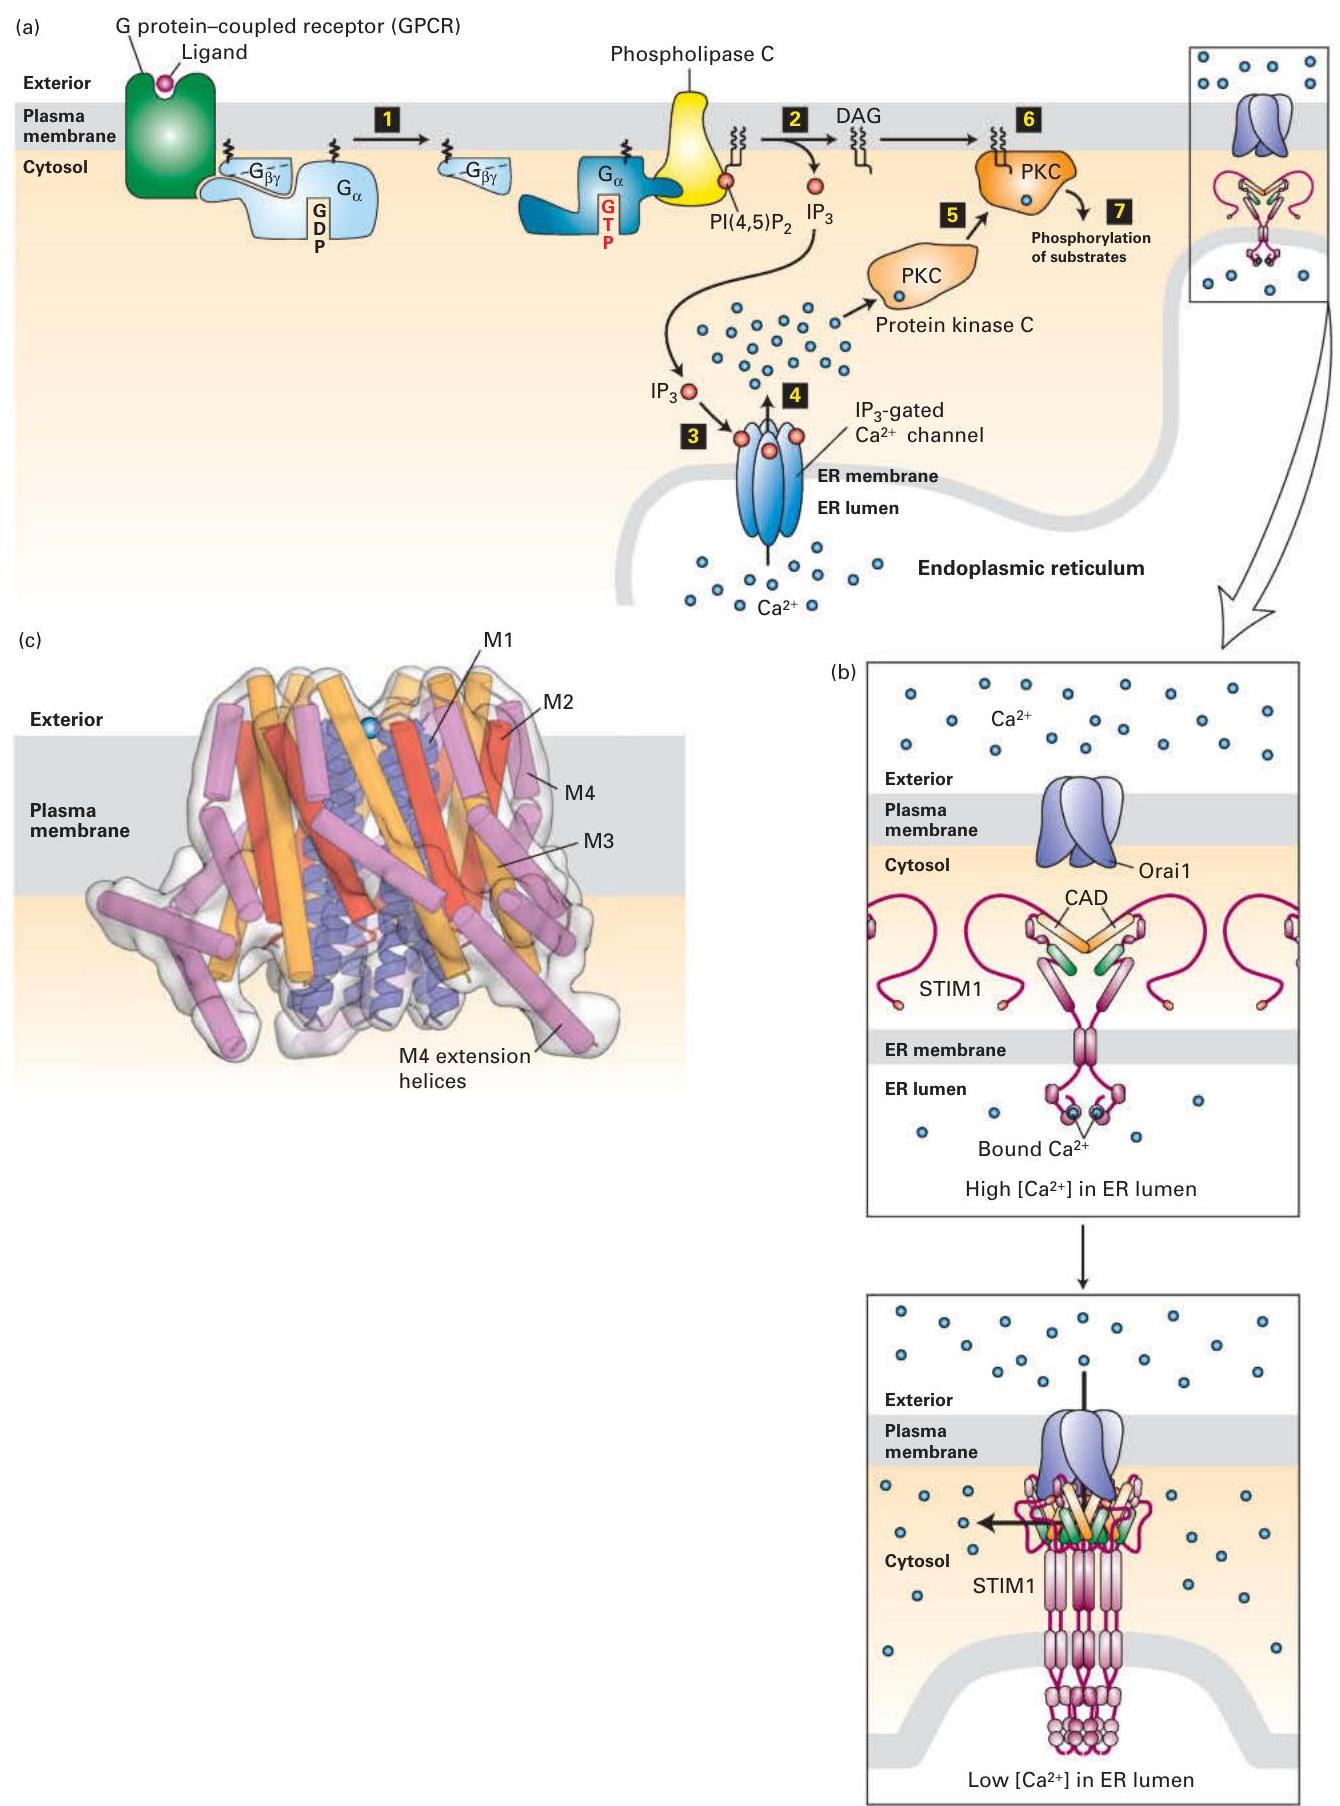 (a)
G protein–coupled receptor (GPCR)
Ligand
Phospholipase C
Exterior
Plasma
membrane
Cytosol
1
2
DAG
6
Gβγ
Gα
G
D
P
Gβγ
Gα
G
T
P
PI(4,5)P2
IP3
5
PKC
7
Phosphorylation
of substrates
PKC
Protein kinase C
IP3
3
4
IP3-gated
Ca²⁺ channel
ER membrane
ER lumen
Endoplasmic reticulum
Ca²⁺
(c)
M1
M2
M4
M3
Exterior
Plasma
membrane
M4 extension
helices
(b)
Ca²⁺
Exterior
Plasma
membrane
Cytosol
Orai1
CAD
STIM1
ER membrane
ER lumen
Bound Ca²⁺
High [Ca²⁺] in ER lumen
Exterior
Plasma
membrane
Cytosol
STIM1
Low [Ca²⁺] in ER lumen